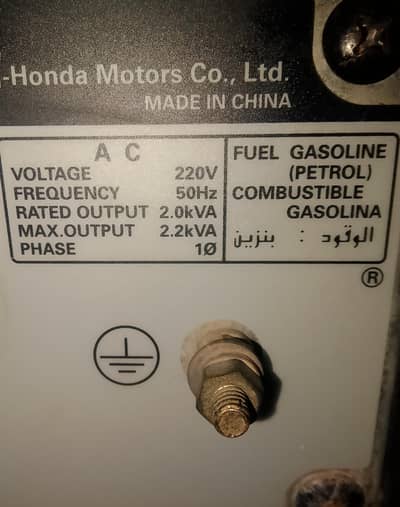 -Honda Motors Co., Ltd.
MADE IN CHINA
A C
VOLTAGE 220V
FREQUENCY 50Hz
RATED OUTPUT 2.0kVA
MAX.OUTPUT 2.2kVA
PHASE 1Ø
FUEL GASOLINE
(PETROL)
COMBUSTIBLE
GASOLINA
الوقود : بنزين
®